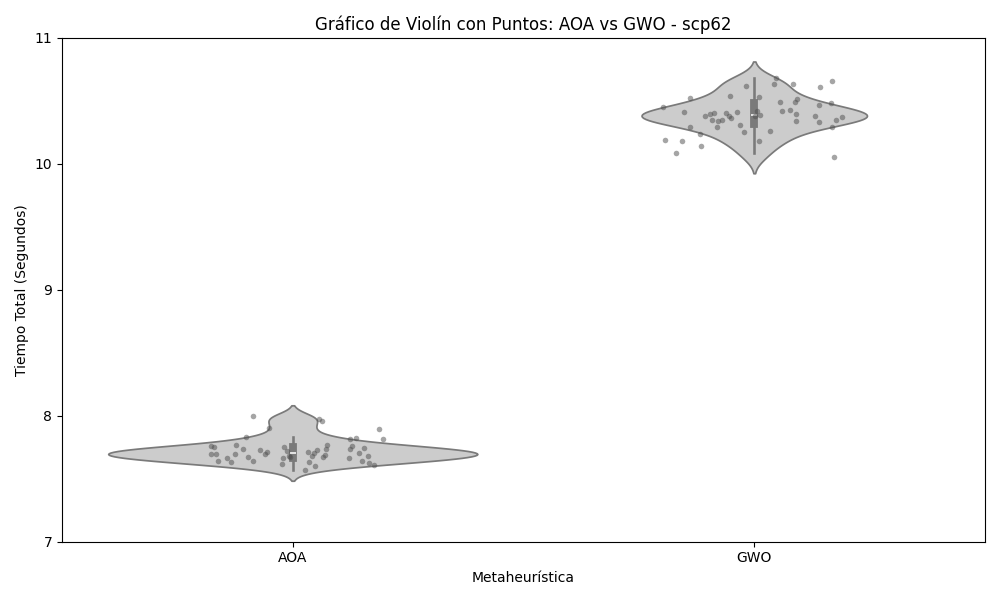 Gráfico de Violín con Puntos: AOA vs GWO - scp62
11
10
9
8
7
Tiempo Total (Segundos)
AOA
GWO
Metaheurística